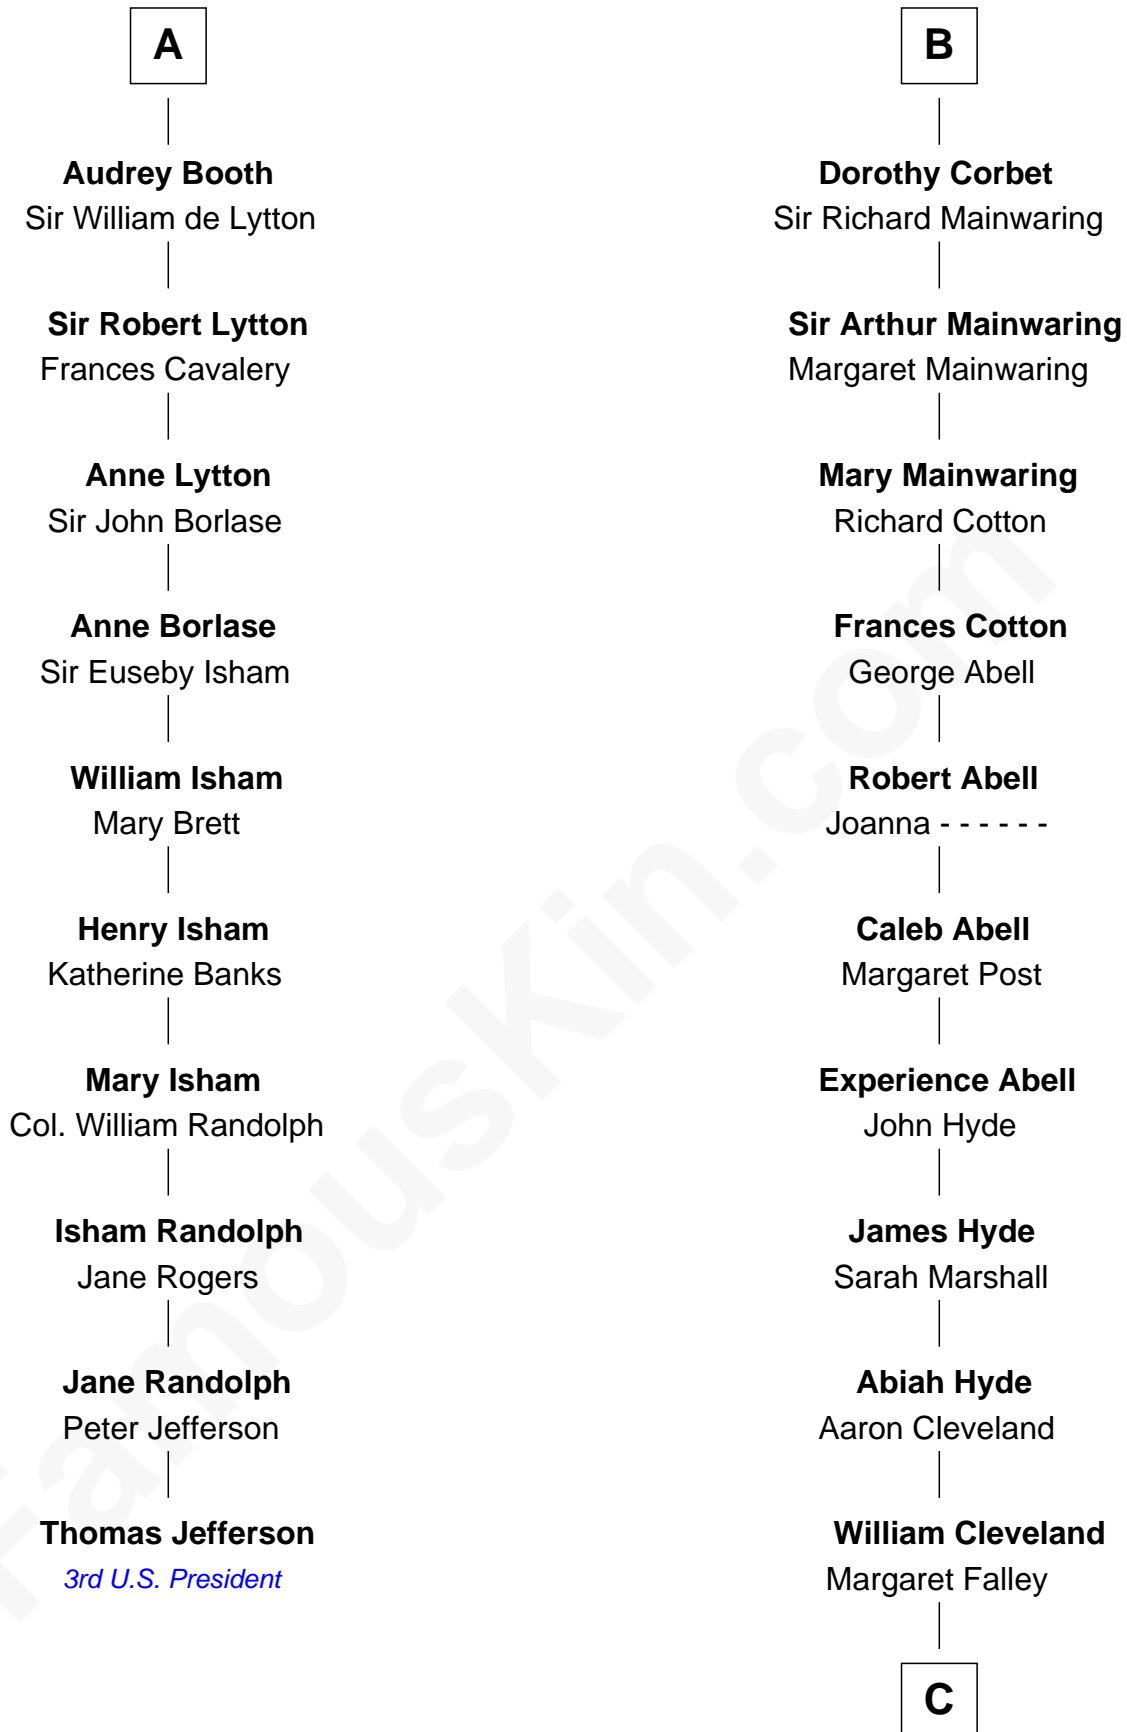 A
Audrey Booth
Sir William de Lytton
Sir Robert Lytton
Frances Cavalery
Anne Lytton
Sir John Borlase
Anne Borlase
Sir Euseby Isham
William Isham
Mary Brett
Henry Isham
Katherine Banks
Mary Isham
Col. William Randolph
Isham Randolph
Jane Rogers
Jane Randolph
Peter Jefferson
Thomas Jefferson
3rd U.S. President
B
Dorothy Corbet
Sir Richard Mainwaring
Sir Arthur Mainwaring
Margaret Mainwaring
Mary Mainwaring
Richard Cotton
Frances Cotton
George Abell
Robert Abell
Joanna - - - - - -
Caleb Abell
Margaret Post
Experience Abell
John Hyde
James Hyde
Sarah Marshall
Abiah Hyde
Aaron Cleveland
William Cleveland
Margaret Falley
C
FamousKin.com